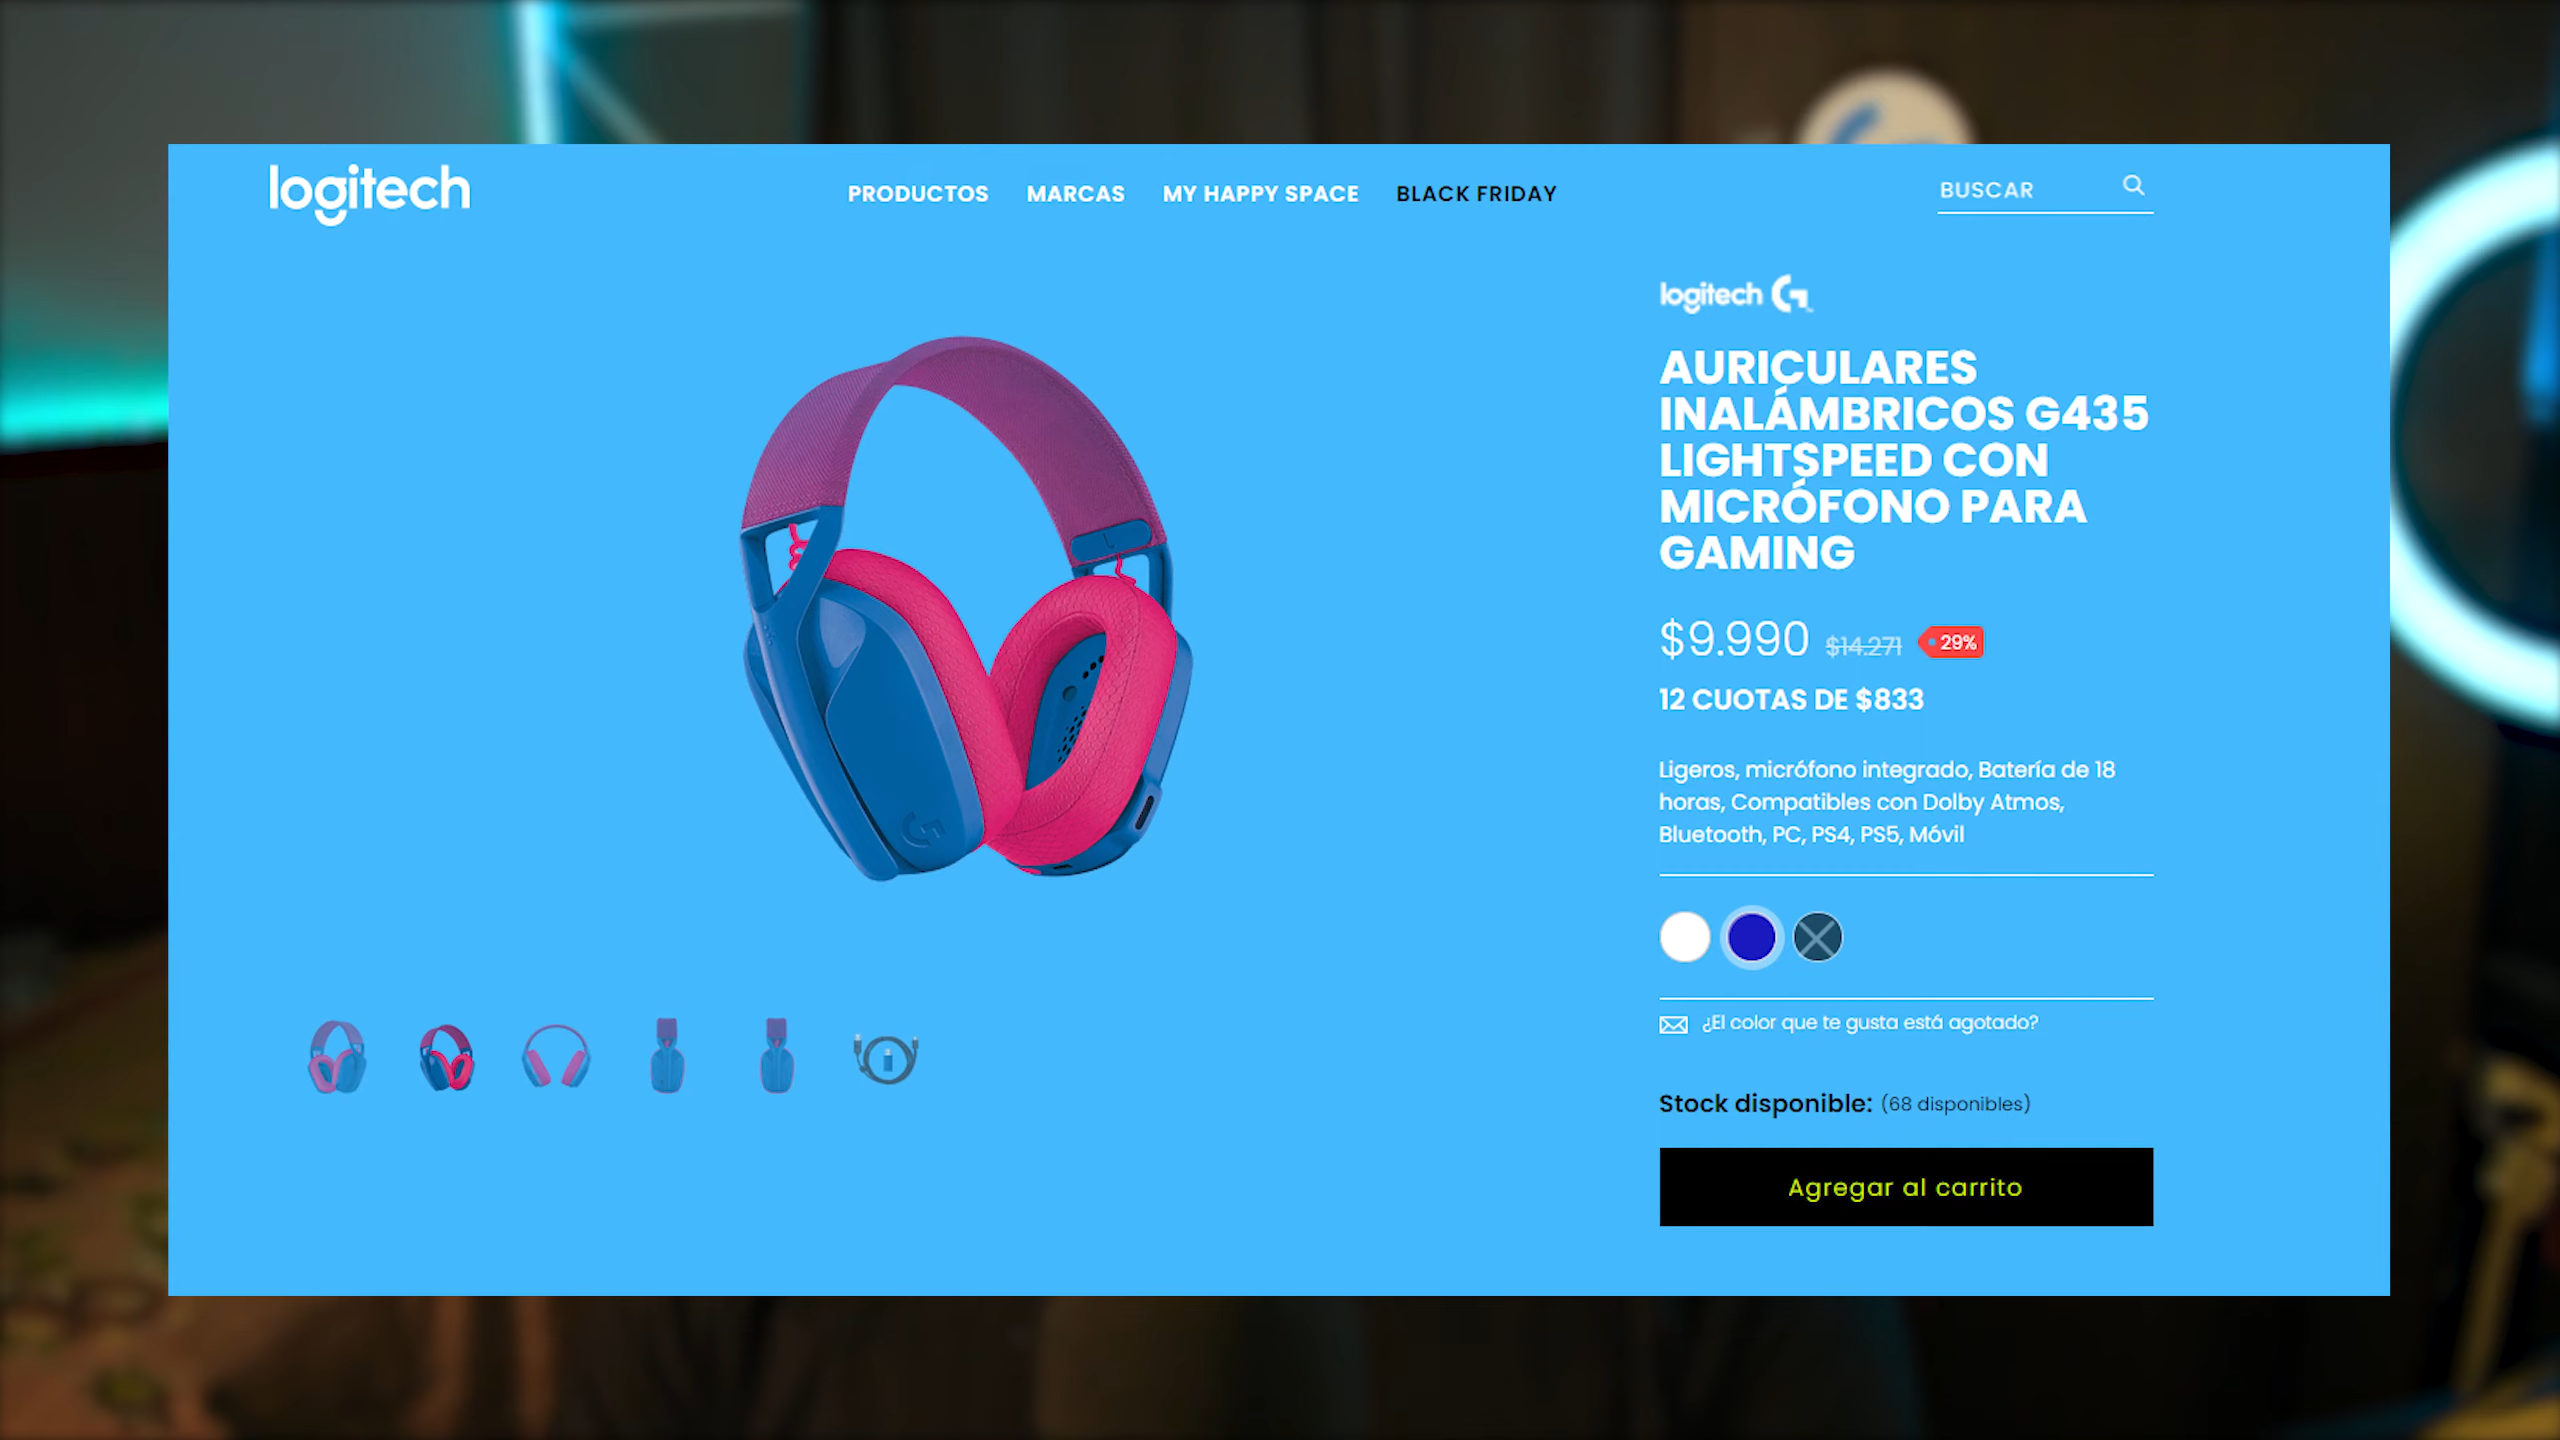 logitech
PRODUCTOS MARCAS MY HAPPY SPACE BLACK FRIDAY
BUSCAR
logitech G
AURICULARES
INALÁMBRICOS G435
LIGHTSPEED CON
MICRÓFONO PARA
GAMING
$9.990 $14.271 29%
12 CUOTAS DE $833
Ligeros, micrófono integrado, Batería de 18
horas, Compatibles con Dolby Atmos,
Bluetooth, PC, PS4, PS5, Móvil
¿El color que te gusta está agotado?
Stock disponible: (68 disponibles)
Agregar al carrito
L